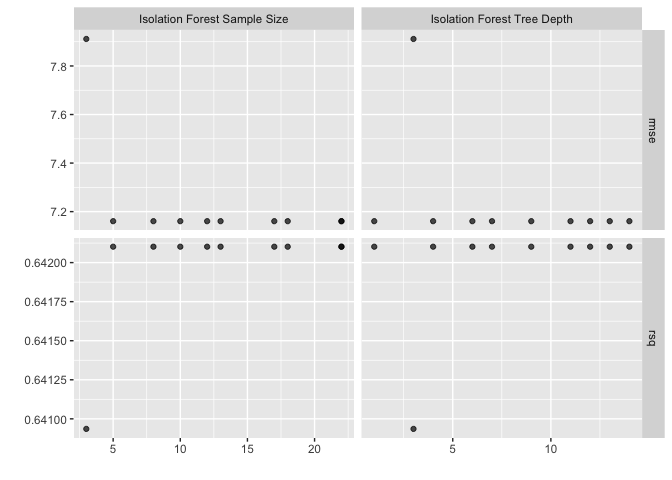 Isolation Forest Sample Size
Isolation Forest Tree Depth
7.8
7.6
7.4
7.2
rmse
0.64200
0.64175
0.64150
0.64125
0.64100
rsq
5 10 15 20
5 10